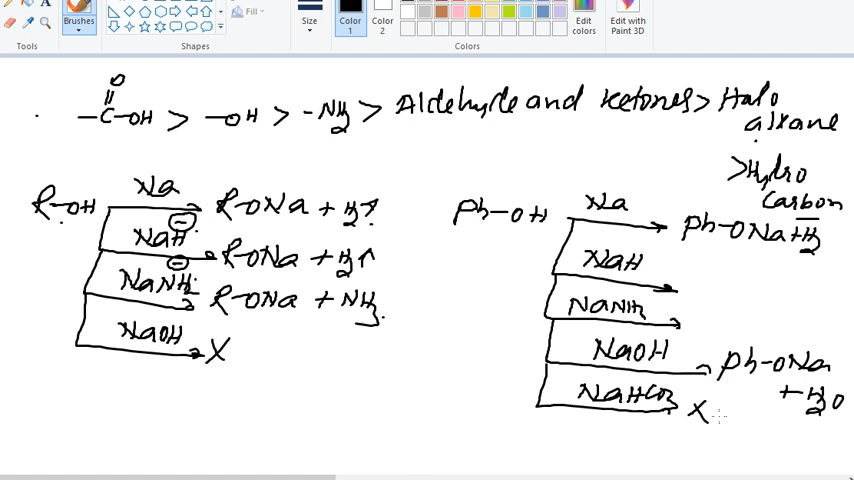 A
Brushes
Fill
Size
Color 1
Color 2
Edit colors
Edit with Paint 3D
Tools
Shapes
Colors
O
-C-OH > -OH > -NH2 > Aldehyde and Ketones > Halo alkane
> Hydro carbon
R-OH Na R-ONa + H2↑
NaH R-ONa + H2↑
NaNH2 R-ONa + NH3
NaOH X
Ph-OH Na Ph-ONa + H2
NaH
NaNH2
NaOH Ph-ONa + H2O
NaHCO3 X